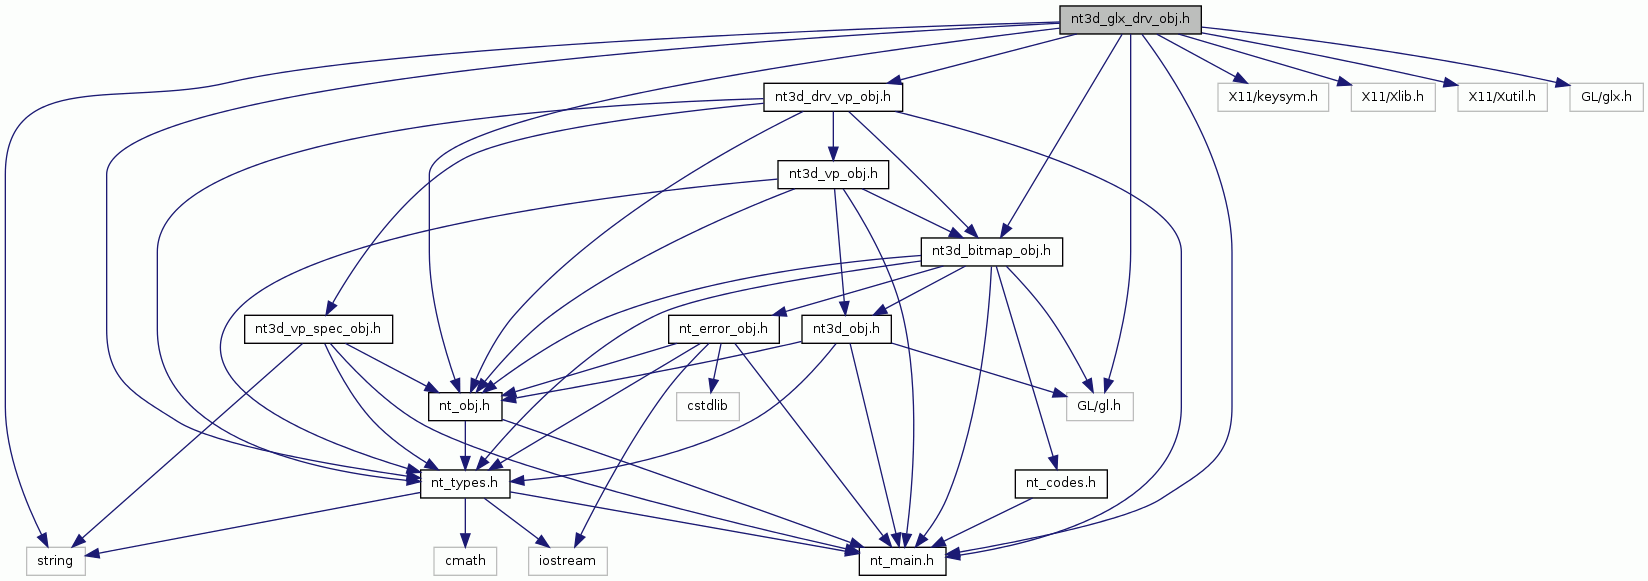 nt3d_glx_drv_obj.h
nt3d_drv_vp_obj.h
X11/keysym.h
X11/Xlib.h
X11/Xutil.h
GL/glx.h
nt3d_vp_obj.h
nt3d_bitmap_obj.h
nt3d_vp_spec_obj.h
nt_error_obj.h
nt3d_obj.h
nt_obj.h
cstdlib
GL/gl.h
nt_types.h
nt_codes.h
string
cmath
iostream
nt_main.h